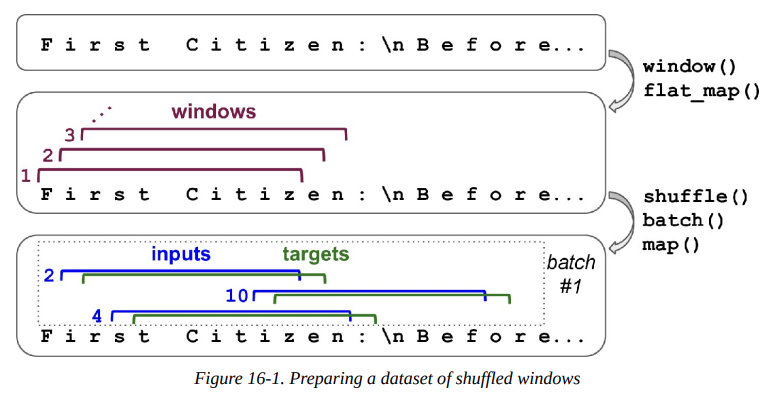 First Citizen:\nBefore...
window()
flat_map()
windows
3
2
1
First Citizen:\nBefore...
shuffle()
batch()
map()
inputs targets
batch
#1
2
10
4
First Citizen:\nBefore...
Figure 16-1. Preparing a dataset of shuffled windows